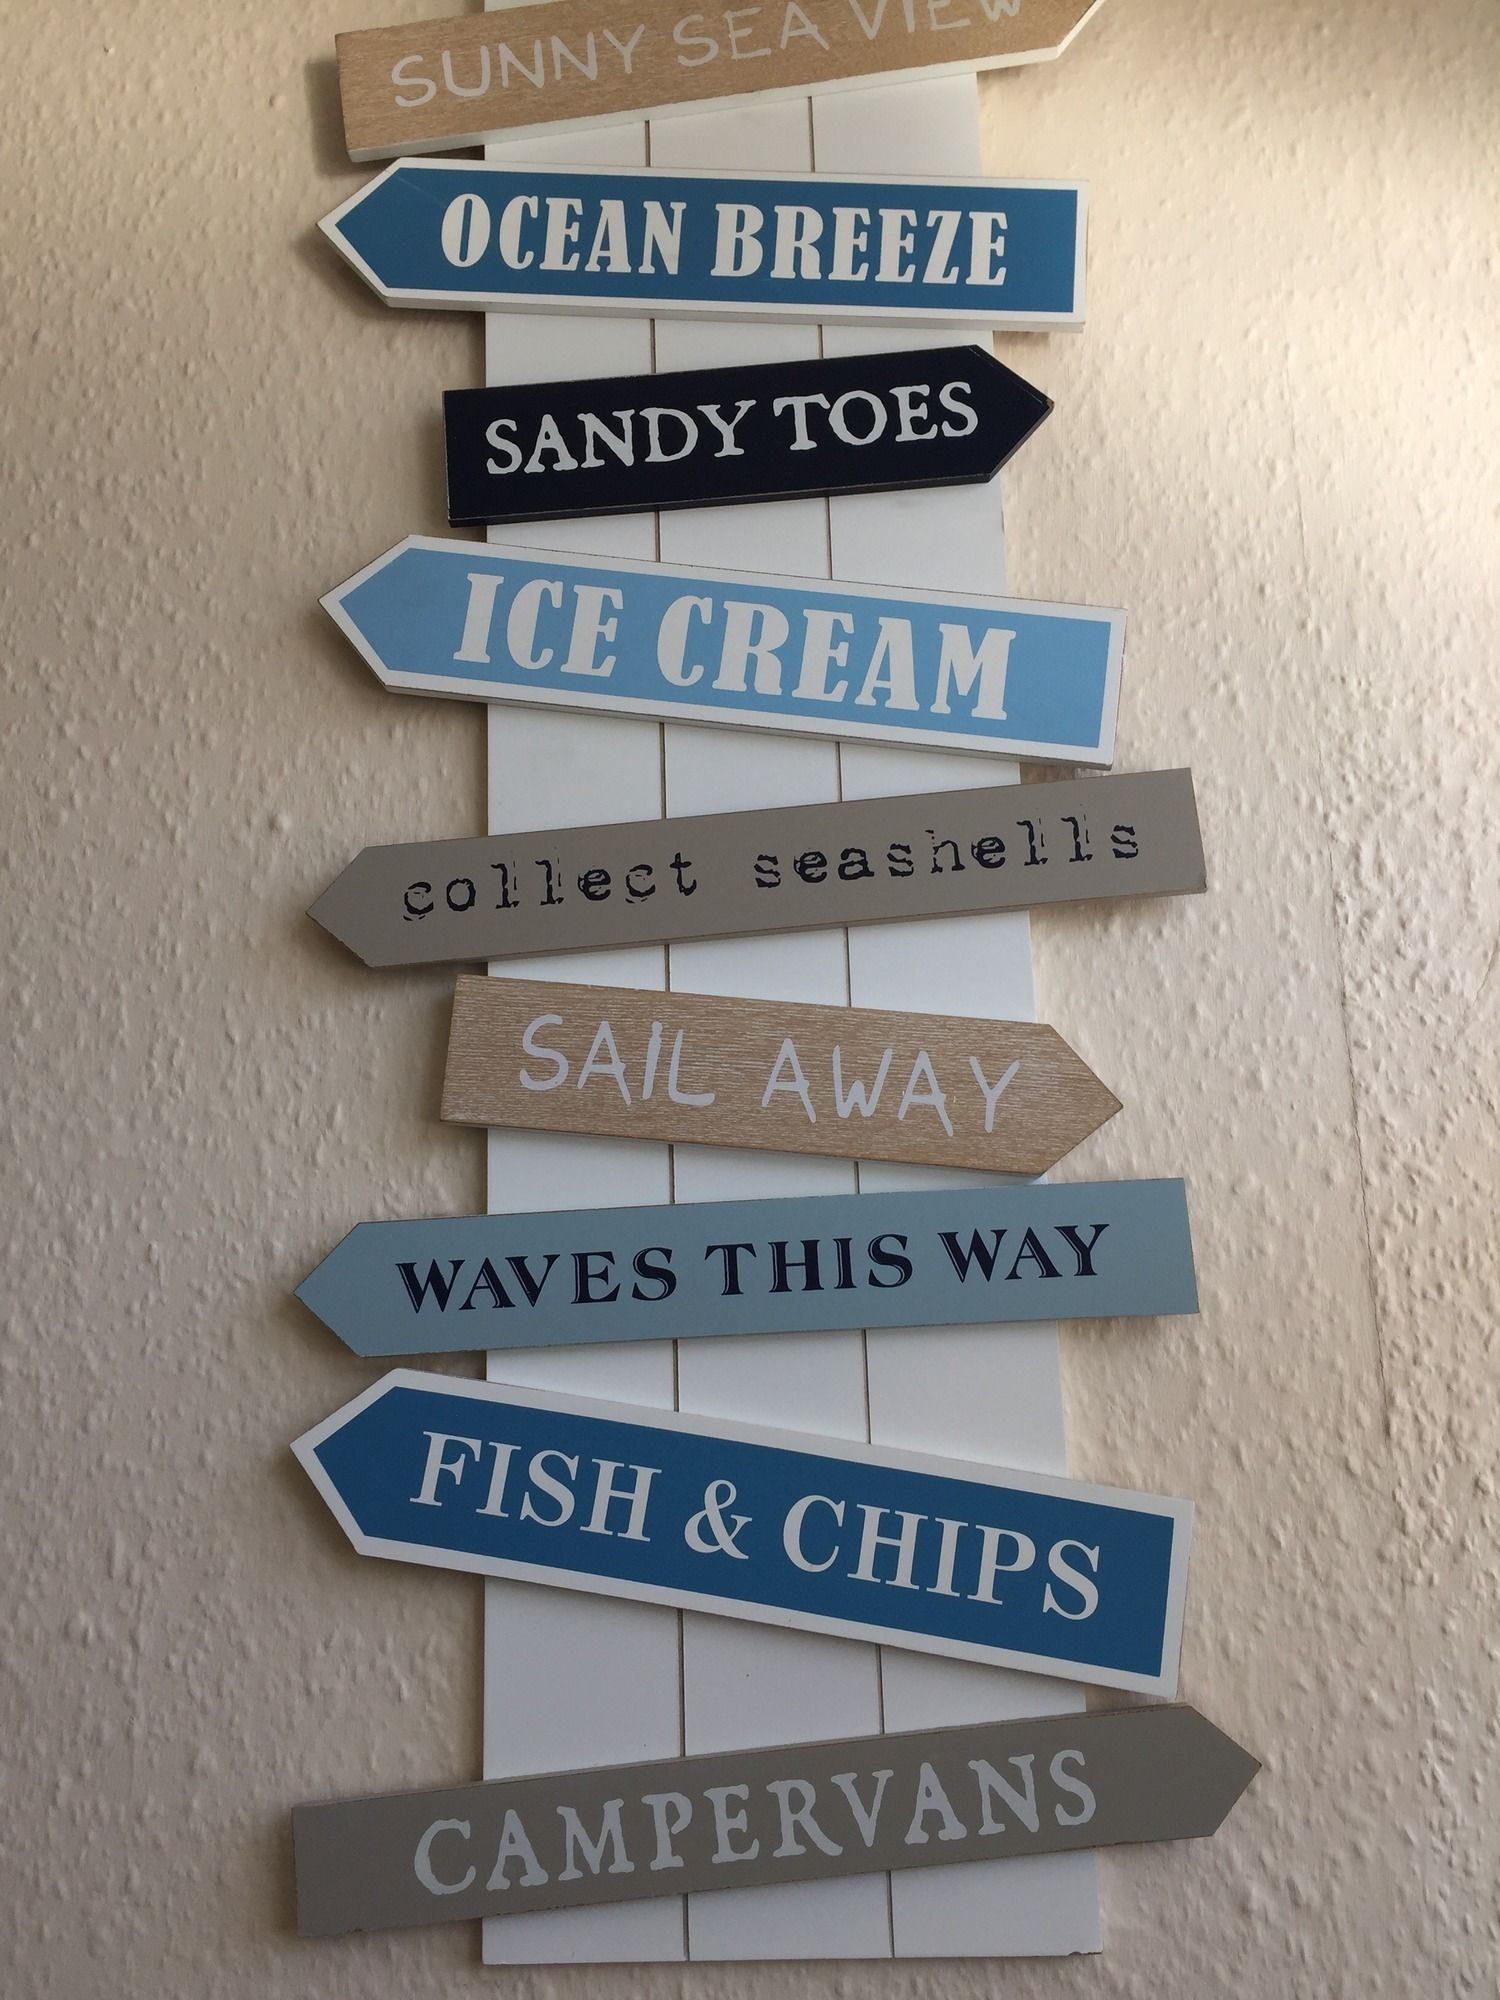 SUNNY SEA VIEW
OCEAN BREEZE
SANDY TOES
ICE CREAM
collect seashells
SAIL AWAY
WAVES THIS WAY
FISH & CHIPS
CAMPERVANS